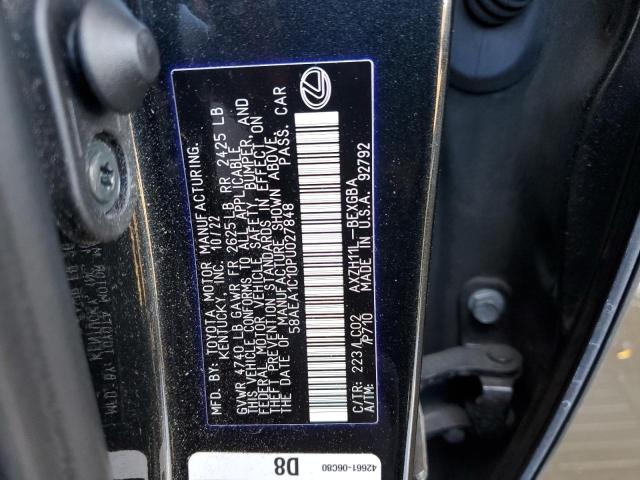 MFD. BY: TOYOTA MOTOR MANUFACTURING.
KENTUCKY, INC. 10/22
GVWR 4740 LB GAWR FR 2625 LB RR 2425 LB
THIS VEHICLE CONFORMS TO ALL APPLICABLE
FEDERAL MOTOR VEHICLE SAFETY, BUMPER, AND
THEFT PREVENTION STANDARDS IN EFFECT ON
THE DATE OF MANUFACTURE SHOWN ABOVE.
58AEA1C10PU027848 PASS. CAR
C/TR: 223 /LC02 AXZH11L-BEXGBA
A/TM: /P710 MADE IN U.S.A. 92792
D8
42661-06C80